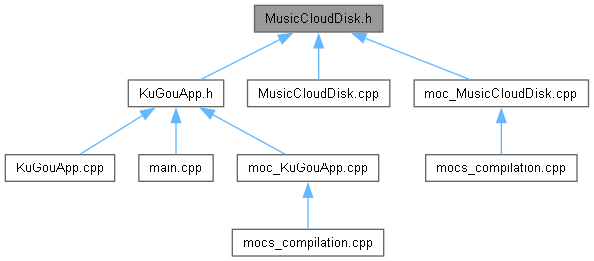 MusicCloudDisk.h
KuGouApp.h
MusicCloudDisk.cpp
moc_MusicCloudDisk.cpp
KuGouApp.cpp
main.cpp
moc_KuGouApp.cpp
mocs_compilation.cpp
mocs_compilation.cpp